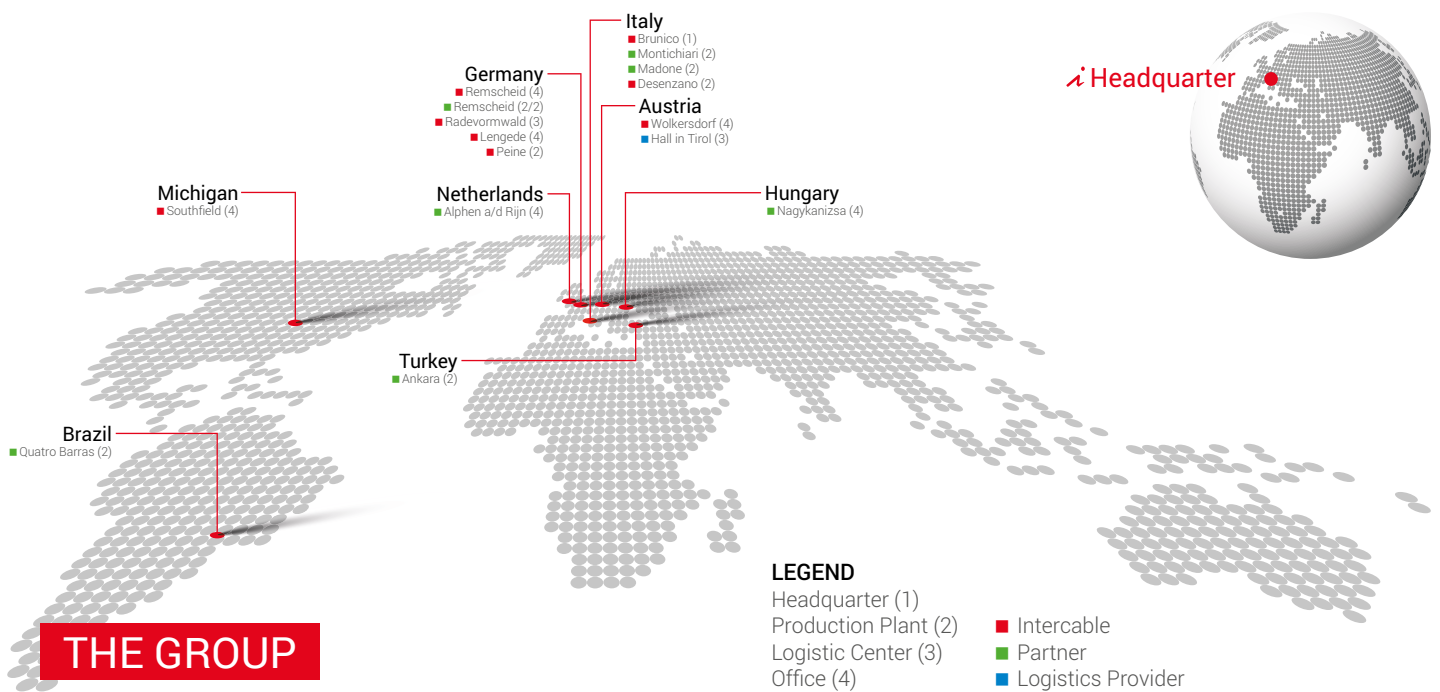 Italy
Brunico (1)
Montichiari (2)
Madone (2)
Desenzano (2)
Germany
Remscheid (4)
Remscheid (2/2)
Radevormwald (3)
Lengede (4)
Peine (2)
Austria
Wolkersdorf (4)
Hall in Tirol (3)
i Headquarter
Michigan
Southfield (4)
Netherlands
Alphen a/d Rijn (4)
Hungary
Nagykanizsa (4)
Turkey
Ankara (2)
Brazil
Quatro Barras (2)
THE GROUP
LEGEND
Headquarter (1)
Production Plant (2)
Logistic Center (3)
Office (4)
Intercable
Partner
Logistics Provider